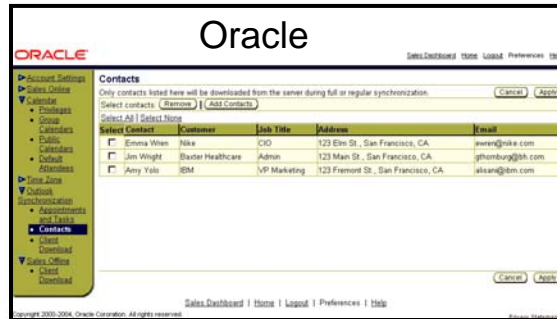 Oracle
ORACLE
Sales Dashboard Home Logout Preferences
Account Settings
Sales Online
Calendar
Privileges
Group Calendars
Public Calendars
Default Attendees
Time Zone
Outlook Synchronization
Appointments and Tasks
Contacts
Client Download
Sales Offline
Client Download
Contacts
Only contacts listed here will be downloaded from the server during full or regular synchronization.
Cancel Apply
Select contacts: Remove | Add Contacts
Select All | Select None
Select Contact Customer Job Title Address Email
Emma Wren Nike CIO 123 Elm St., San Francisco, CA ewren@nike.com
Jim Wright Baxter Healthcare Admin 123 Main St., San Francisco, CA gthornburg@bh.com
Amy Yolo IBM VP Marketing 123 Fremont St., San Francisco, CA
Cancel Apply
Sales Dashboard | Home | Logout | Preferences | Help
Copyright 2000-2004, Oracle Cororation. All rights reserved.
Privacy Statement